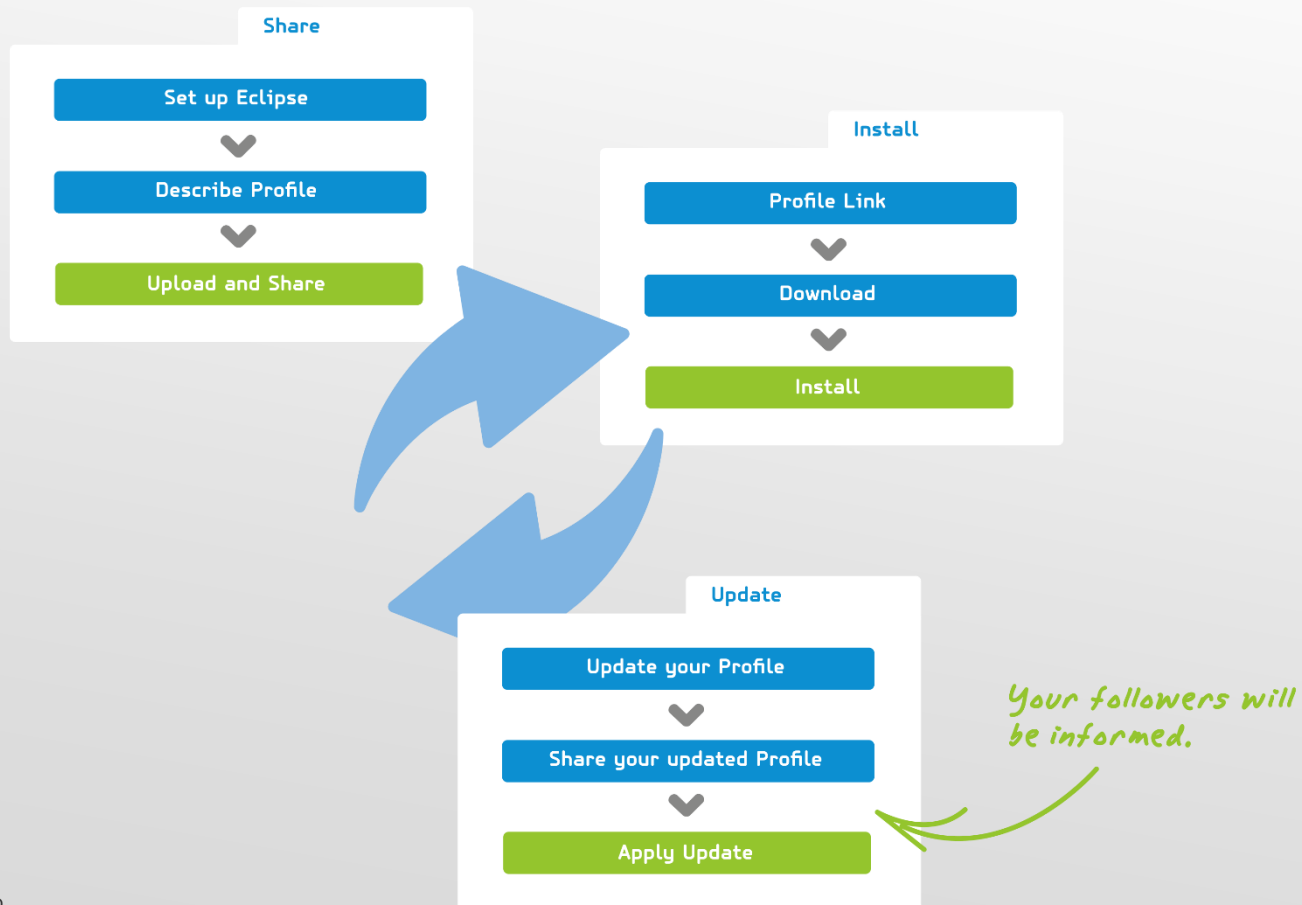 Share
Set up Eclipse
Describe Profile
Upload and Share
Install
Profile Link
Download
Install
Update
Update your Profile
Share your updated Profile
Apply Update
Your followers will
be informed.